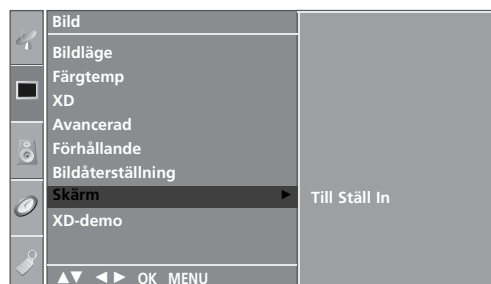 Bild
Bildläge
Färgtemp
XD
Avancerad
Förhållande
Bildåterställning
Skärm ► Till Ställ In
XD-demo
▲▼ ◄► OK MENU